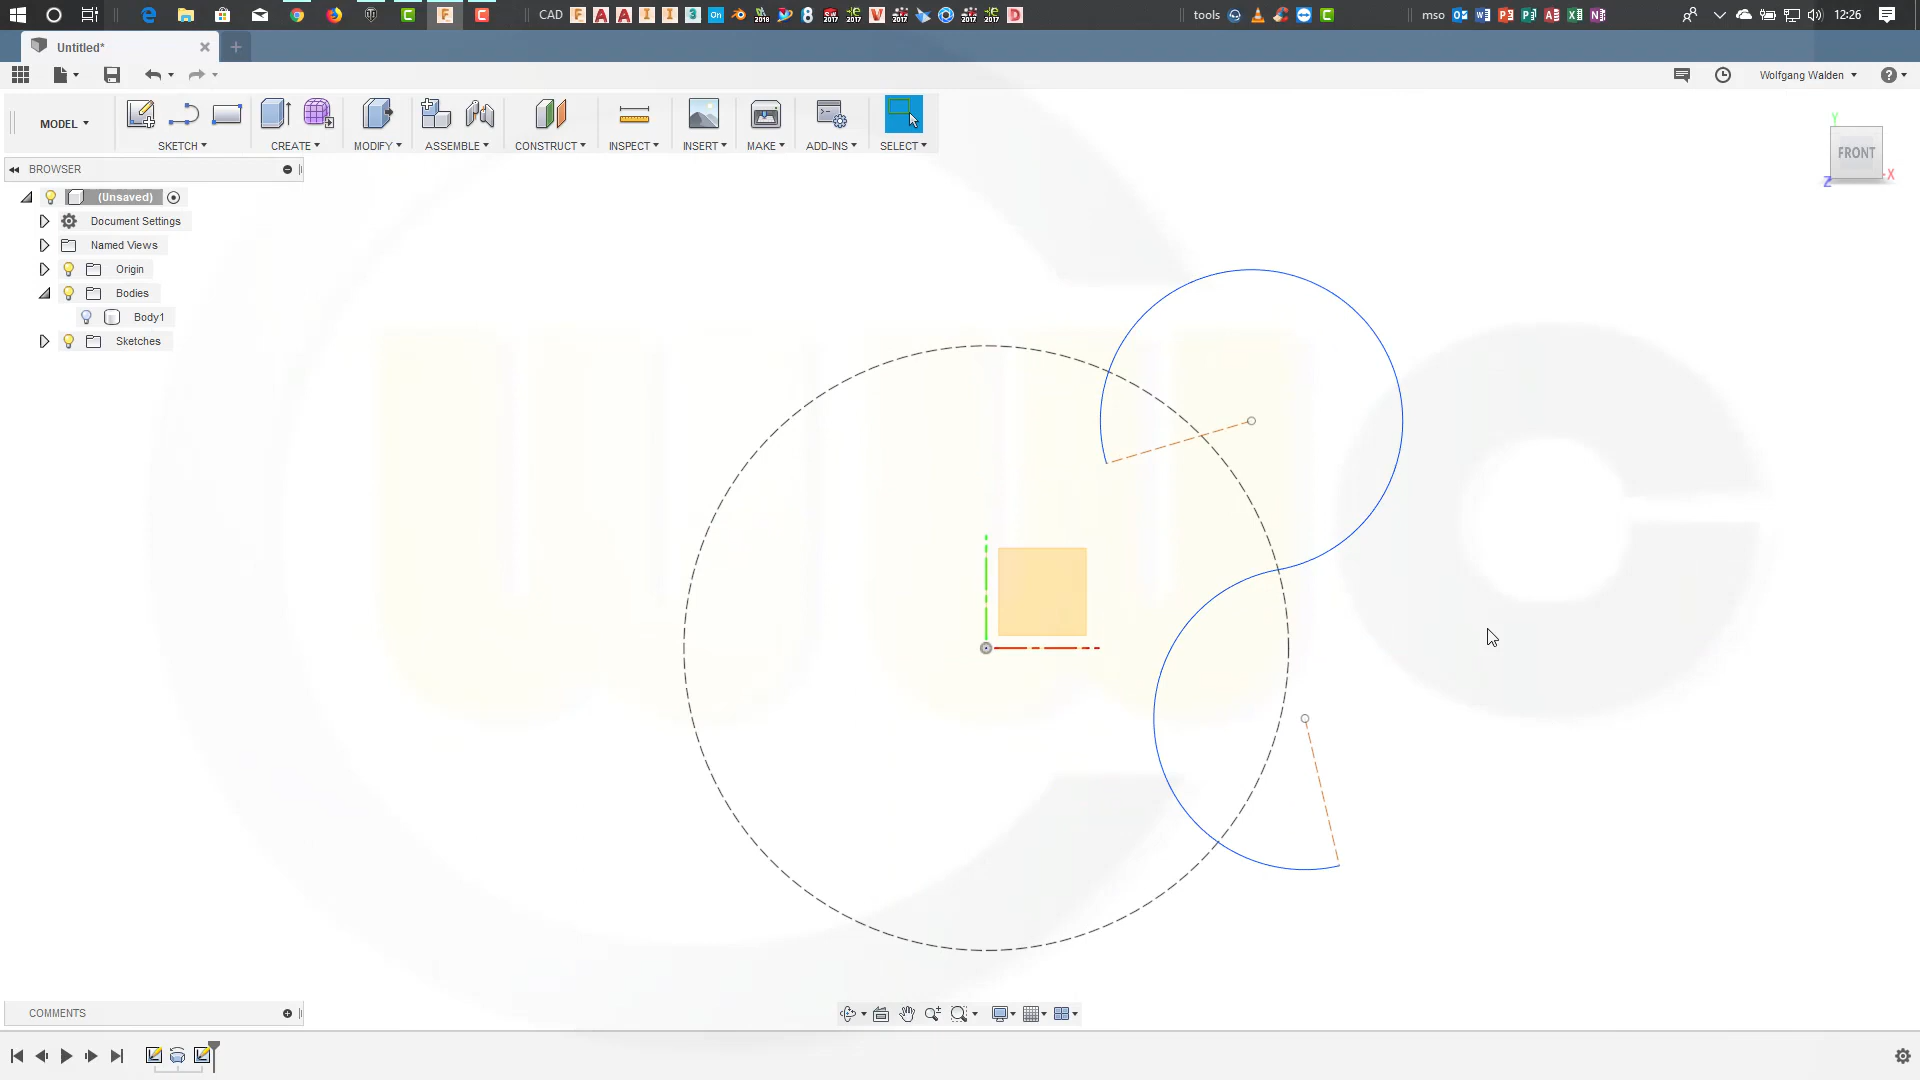 CAD
tools
mso
12:26
Untitled*
Wolfgang Walden
MODEL
SKETCH
CREATE
MODIFY
ASSEMBLE
CONSTRUCT
INSPECT
INSERT
MAKE
ADD-INS
SELECT
BROWSER
(Unsaved)
Document Settings
Named Views
Origin
Bodies
Body1
Sketches
Y
FRONT
X
Z
COMMENTS